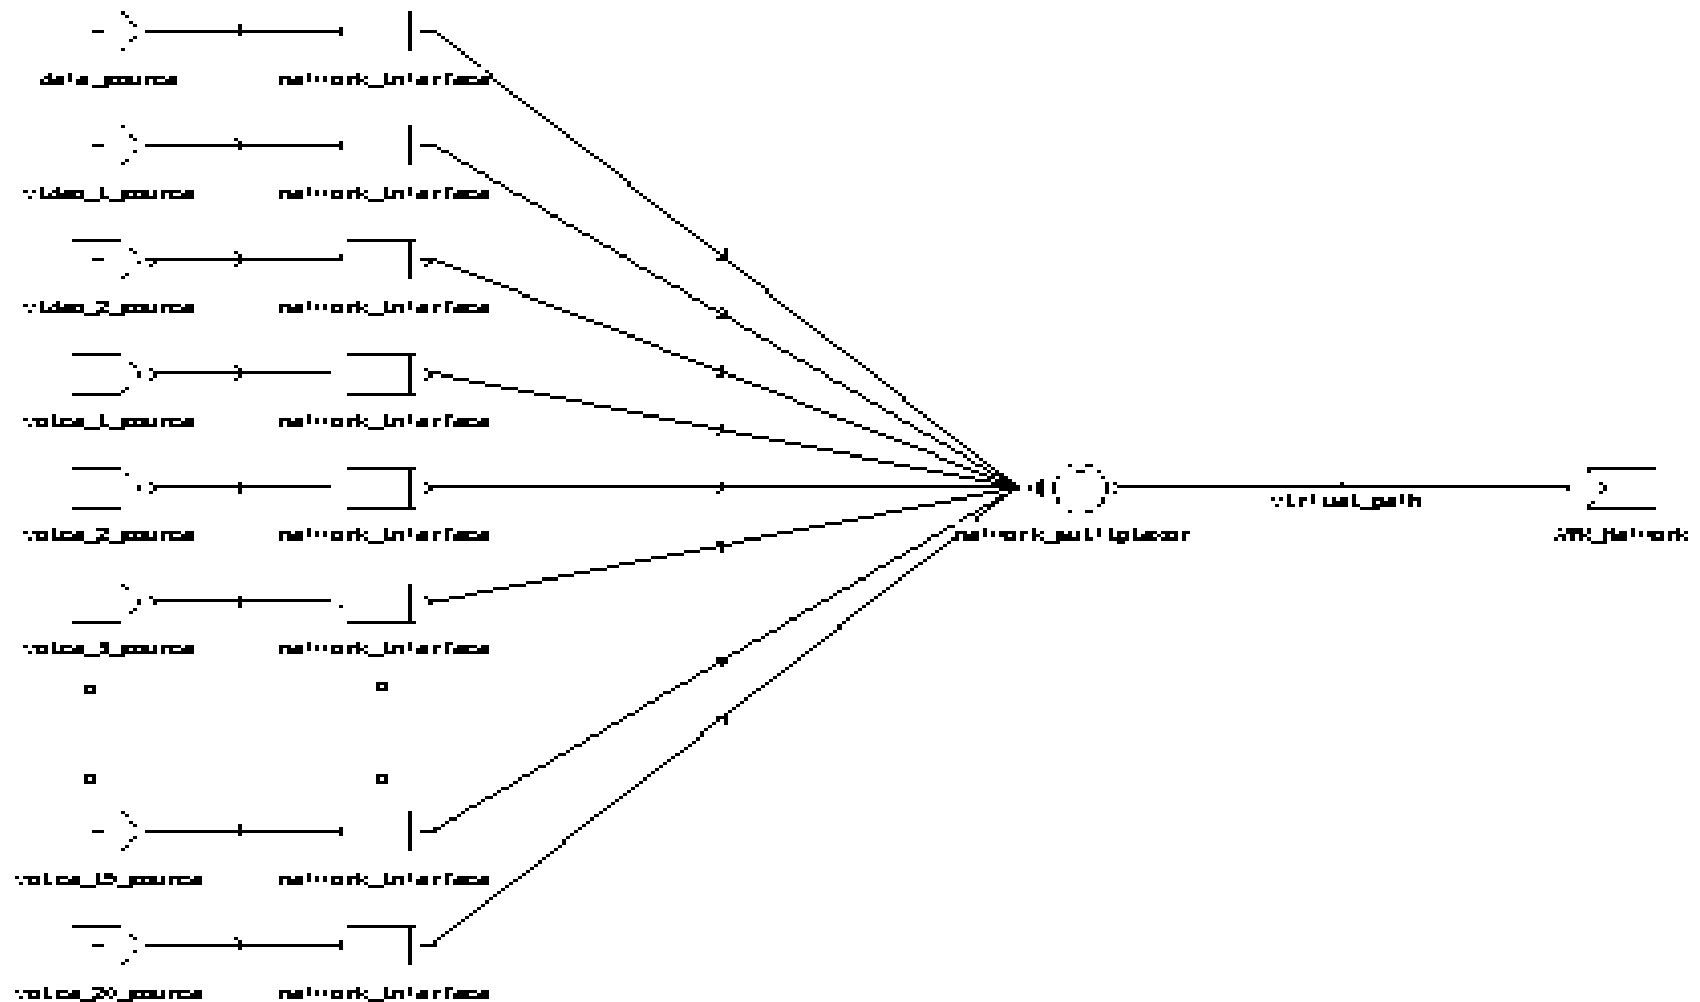 data_source network_interface
video_1_source network_interface
video_2_source network_interface
voice_1_source network_interface
virtual_path
voice_2_source network_interface network_multiplexor ATM_Network
voice_3_source network_interface
voice_19_source network_interface
voice_20_source network_interface